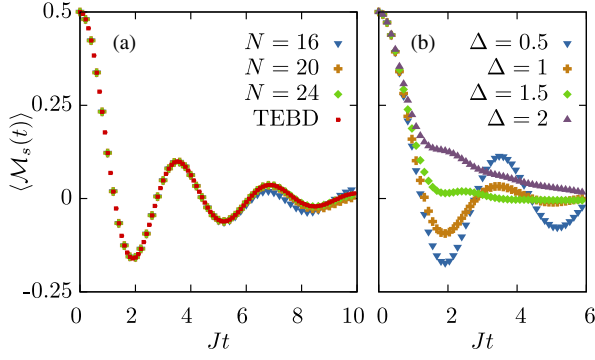 0.5
0.25
0
-0.25
⟨M_s(t)⟩
(a)
N = 16
N = 20
N = 24
TEBD
0 2 4 6 8 10
Jt
(b)
Δ = 0.5
Δ = 1
Δ = 1.5
Δ = 2
0 2 4 6
Jt